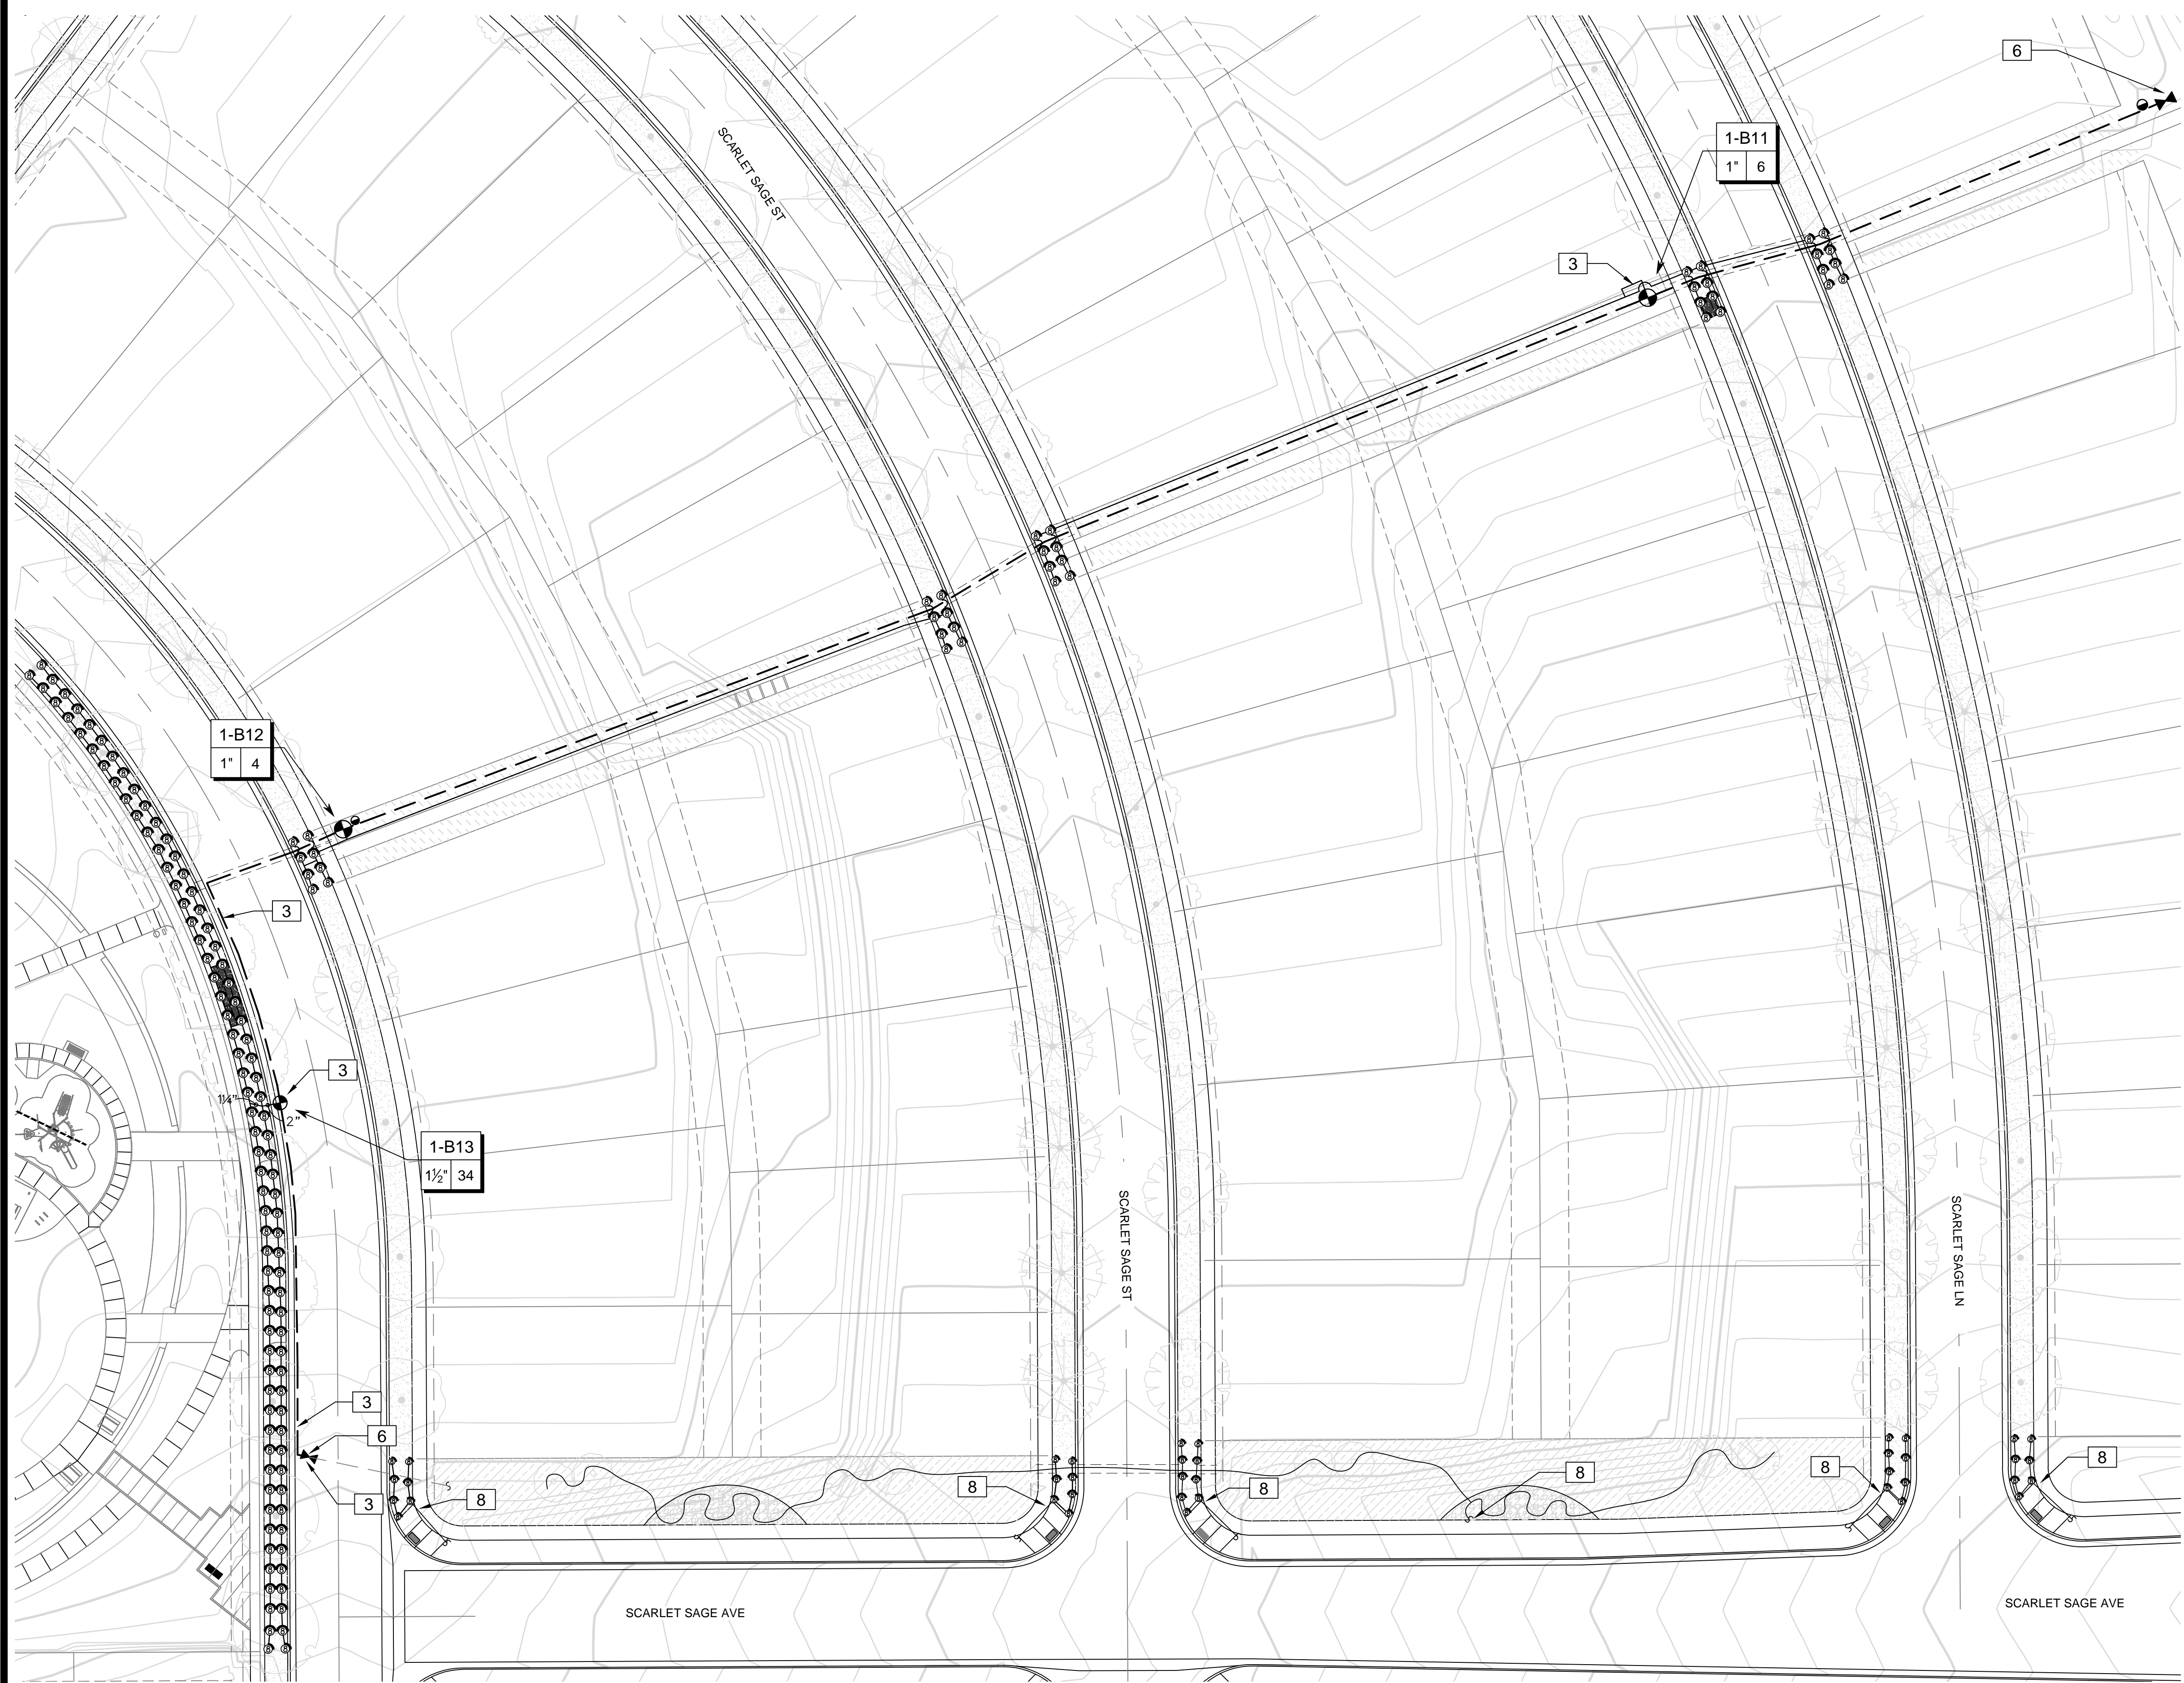 6
SCARLET SAGE ST
1-B11
1" 6
3
1-B12
1" 4
3
3
1¼"
2"
1-B13
1½" 34
SCARLET SAGE ST
SCARLET SAGE LN
3
6
3
8
8
8
8
8
8
SCARLET SAGE AVE
SCARLET SAGE AVE